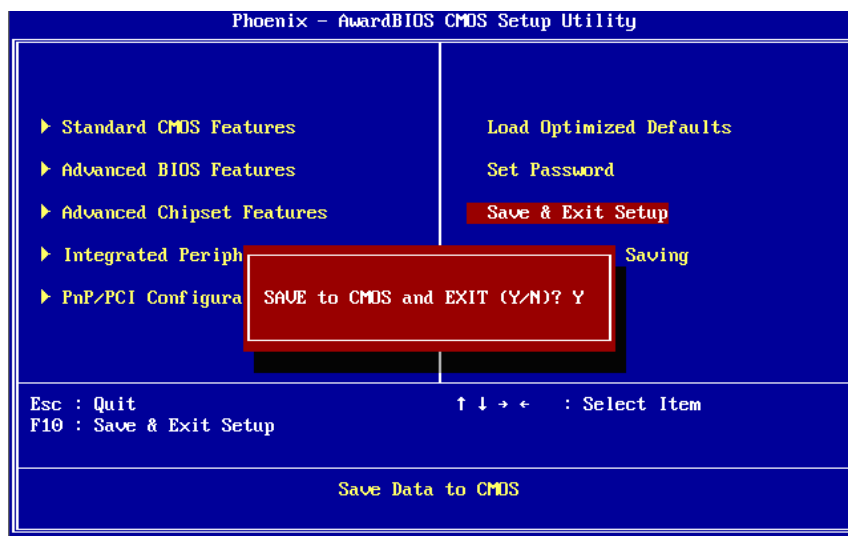 Phoenix - AwardBIOS CMOS Setup Utility
▶ Standard CMOS Features
▶ Advanced BIOS Features
▶ Advanced Chipset Features
▶ Integrated Periph
▶ PnP/PCI Configura
Load Optimized Defaults
Set Password
Save & Exit Setup
Saving
SAVE to CMOS and EXIT (Y/N)? Y
Esc : Quit
F10 : Save & Exit Setup
↑ ↓ → ← : Select Item
Save Data to CMOS